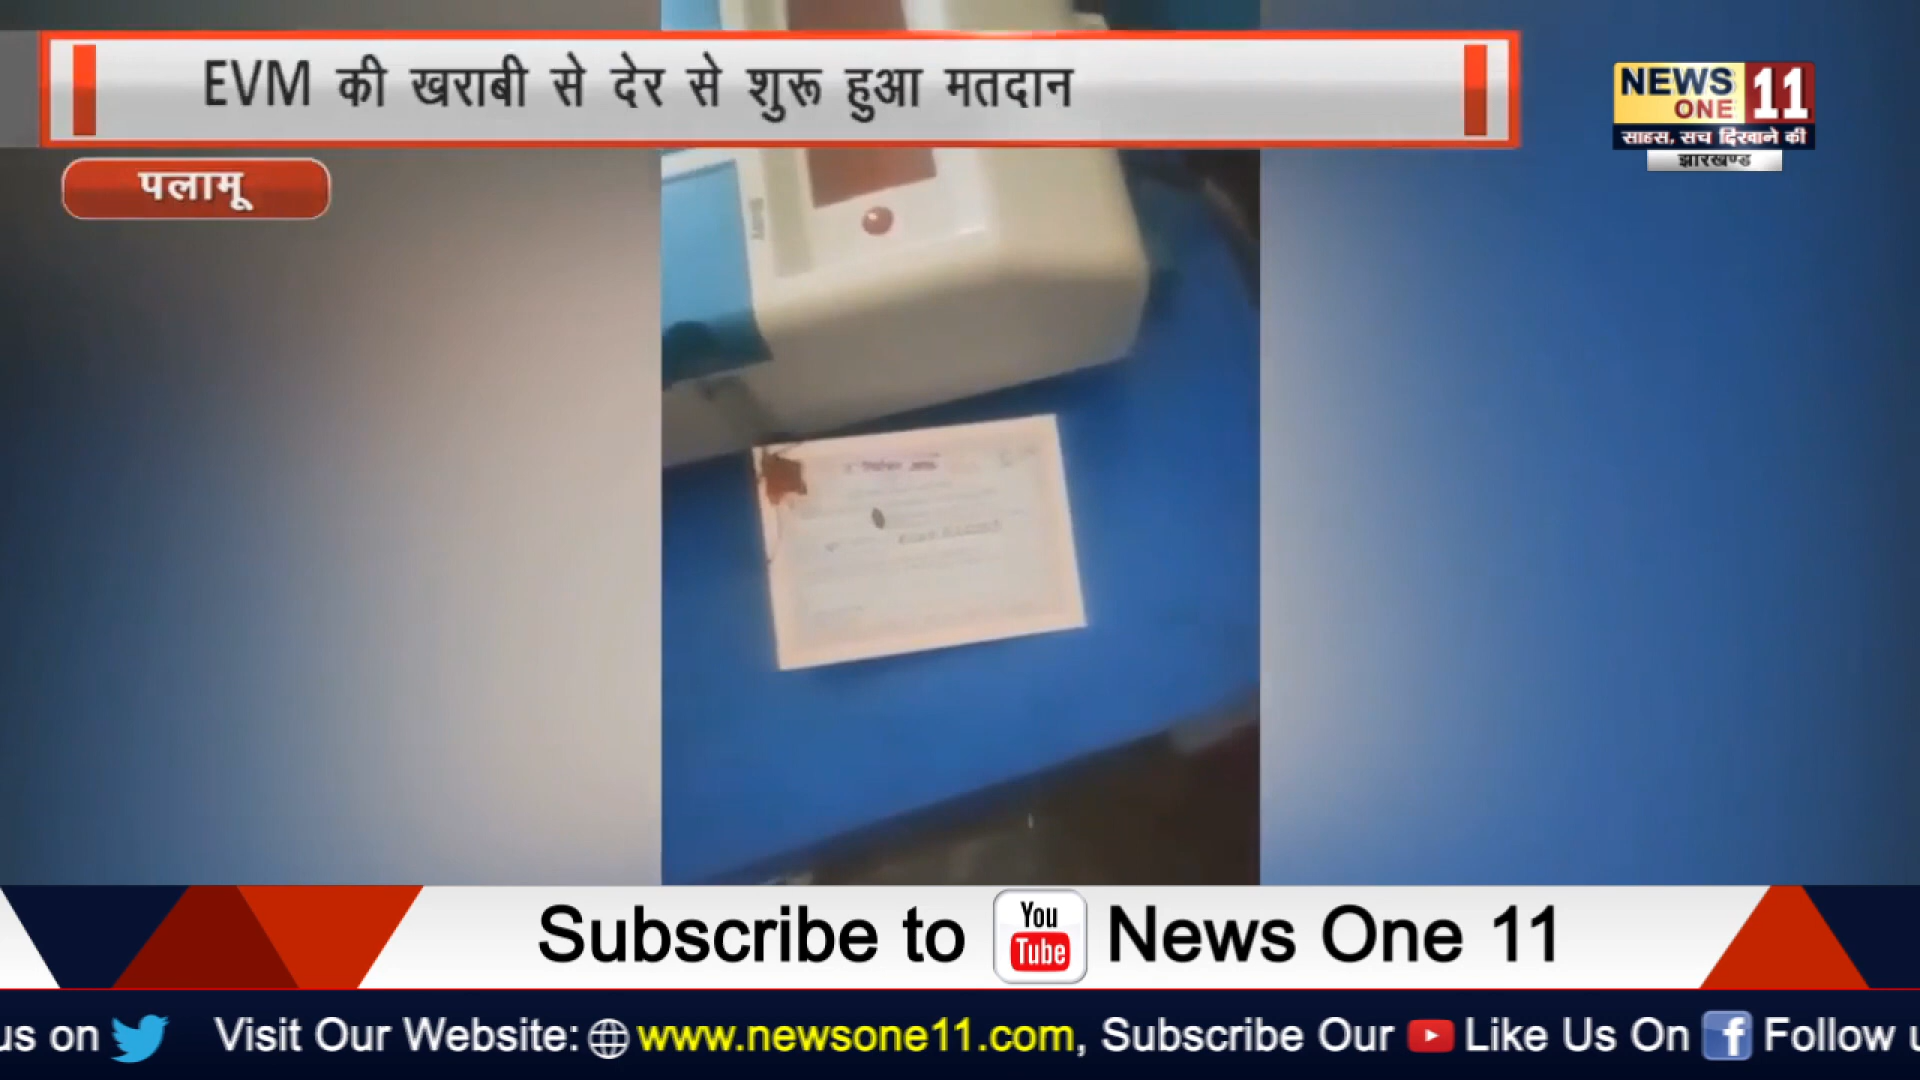 EVM की खराबी से देर से शुरू हुआ मतदान
NEWS
ONE 11
साहस, सच दिखाने की
झारखण्ड
पलामू
Subscribe to You Tube News One 11
us on Visit Our Website: www.newsone11.com, Subscribe Our Like Us On f Follow u